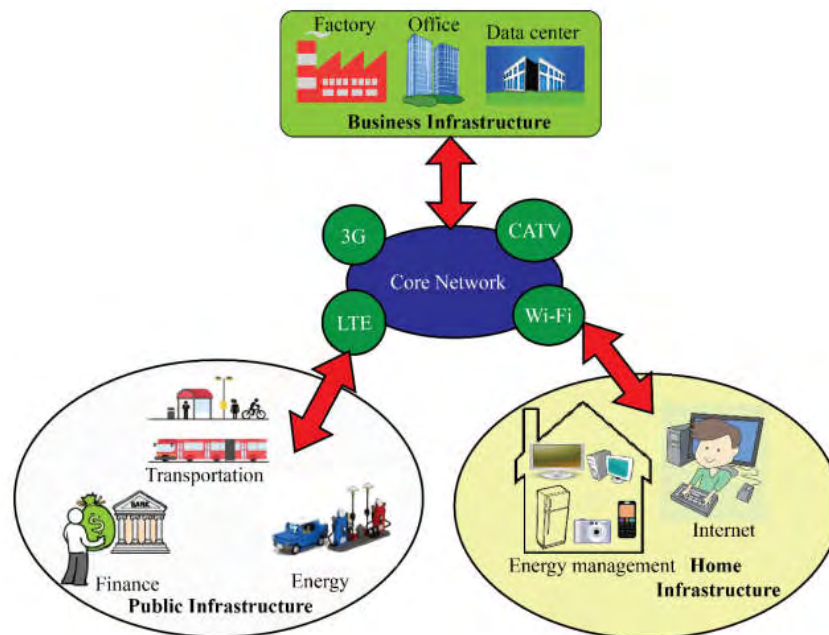 Factory
Office
Data center
Business Infrastructure
3G
CATV
Core Network
LTE
Wi-Fi
Transportation
BANK
$
Finance
Energy
Public Infrastructure
Internet
Energy management
Home
Infrastructure